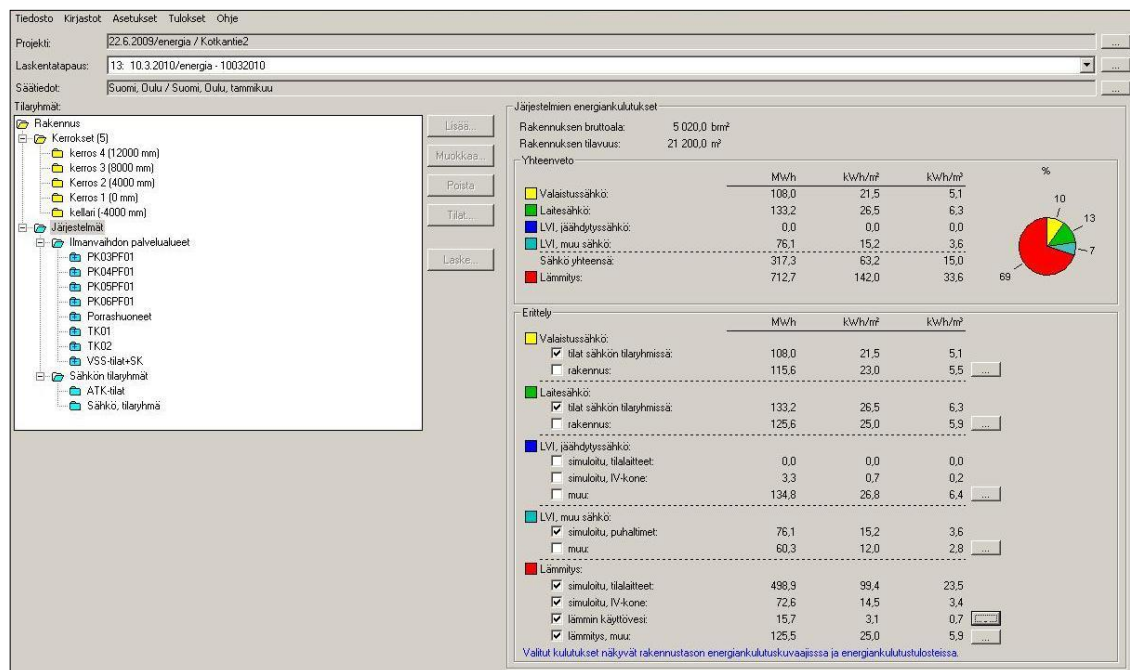 Tiedosto Kirjastot Asetukset Tulokset Ohje
Projekti: 22.6.2009/energia / Kotkantie2 ...
Laskentatapaus: 13: 10.3.2010/energia - 10032010 ...
Säätiedot: Suomi, Oulu / Suomi, Oulu, tammikuu ...
Tilaryhmät:
Rakennus
Kerrokset (5)
kerros 4 (12000 mm)
kerros 3 (8000 mm)
Kerros 2 (4000 mm)
Kerros 1 (0 mm)
kellari (-4000 mm)
Järjestelmät
Ilmanvaihdon palvelualueet
PK03PF01
PK04PF01
PK05PF01
PK06PF01
Porrashuoneet
TK01
TK02
VSS-tilat+SK
Sähkön tilaryhmät
ATK-tilat
Sähkö, tilaryhmä
Lisää...
Muokkaa...
Poista
Tilat...
Laske...
Järjestelmien energiankulutukset
Rakennuksen bruttoala: 5 020,0 brm²
Rakennuksen tilavuus: 21 200,0 m³
Yhteenveto
MWh kWh/m² kWh/m³
Valaistussähkö: 108,0 21,5 5,1
Laitesähkö: 133,2 26,5 6,3
LVI, jäähdytyssähkö: 0,0 0,0 0,0
LVI, muu sähkö: 76,1 15,2 3,6
Sähkö yhteensä: 317,3 63,2 15,0
Lämmitys: 712,7 142,0 33,6
%
10
13
7
69
Erittely
MWh kWh/m² kWh/m³
Valaistussähkö:
tilat sähkön tilaryhmissä: 108,0 21,5 5,1
rakennus: 115,6 23,0 5,5 ...
Laitesähkö:
tilat sähkön tilaryhmissä: 133,2 26,5 6,3
rakennus: 125,6 25,0 5,9 ...
LVI, jäähdytyssähkö:
simuloitu, tilalaitteet: 0,0 0,0 0,0
simuloitu, IV-kone: 3,3 0,7 0,2
muu: 134,8 26,8 6,4 ...
LVI, muu sähkö:
simuloitu, puhaltimet: 76,1 15,2 3,6
muu: 60,3 12,0 2,8 ...
Lämmitys:
simuloitu, tilalaitteet: 498,9 99,4 23,5
simuloitu, IV-kone: 72,6 14,5 3,4
lämmin käyttövesi: 15,7 3,1 0,7 ...
lämmitys, muu: 125,5 25,0 5,9 ...
Valitut kulutukset näkyvät rakennustason energiankulutuskuvaajisssa ja energiankulutustulosteissa.